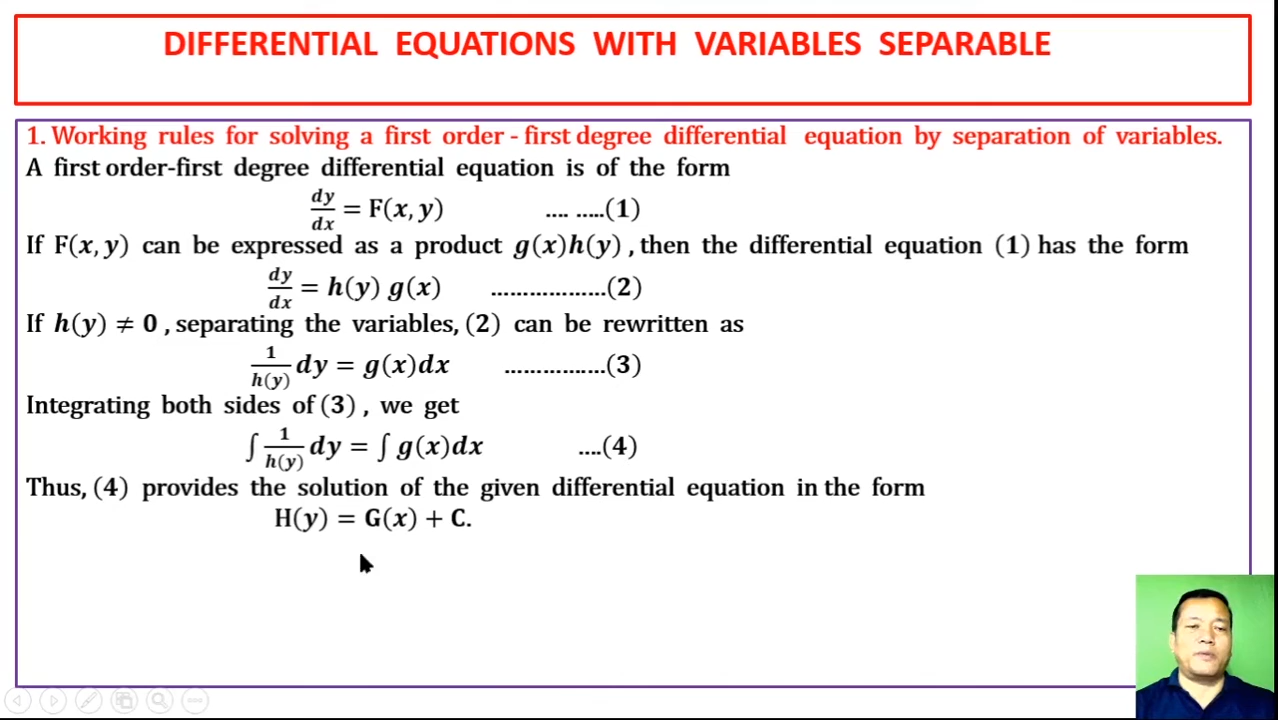 DIFFERENTIAL EQUATIONS WITH VARIABLES SEPARABLE
1. Working rules for solving a first order - first degree differential equation by separation of variables.
A first order-first degree differential equation is of the form
dy/dx = F(x, y) .... .....(1)
If F(x, y) can be expressed as a product g(x)h(y) , then the differential equation (1) has the form
dy/dx = h(y) g(x) ..................(2)
If h(y) ≠ 0 , separating the variables, (2) can be rewritten as
1/h(y) dy = g(x)dx ................(3)
Integrating both sides of (3) , we get
∫ 1/h(y) dy = ∫ g(x)dx ....(4)
Thus, (4) provides the solution of the given differential equation in the form
H(y) = G(x) + C.